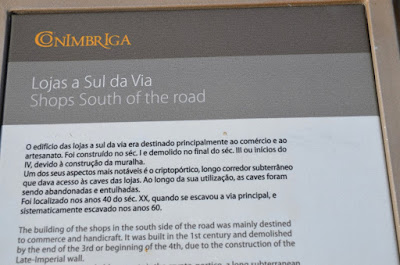 CONIMBRIGA
Lojas a Sul da Via
Shops South of the road
O edifício das lojas a sul da via era destinado principalmente ao comércio e ao
artesanato. Foi construído no séc. I e demolido no final do séc. III ou inícios do
IV, devido à construção da muralha.
Um dos seus aspectos mais notáveis é o criptopórtico, longo corredor subterrâneo
que dava acesso às caves das lojas. Ao longo da sua utilização, as caves foram
sendo abandonadas e entulhadas.
Foi localizado nos anos 40 do séc. XX, quando se escavou a via principal, e
sistematicamente escavado nos anos 60.
The building of the shops in the south side of the road was mainly destined
to commerce and handicraft. It was built in the 1st century and demolished
by the end of the 3rd or beginning of the 4th, due to the construction of the
Late-Imperial wall.
a long subterranean